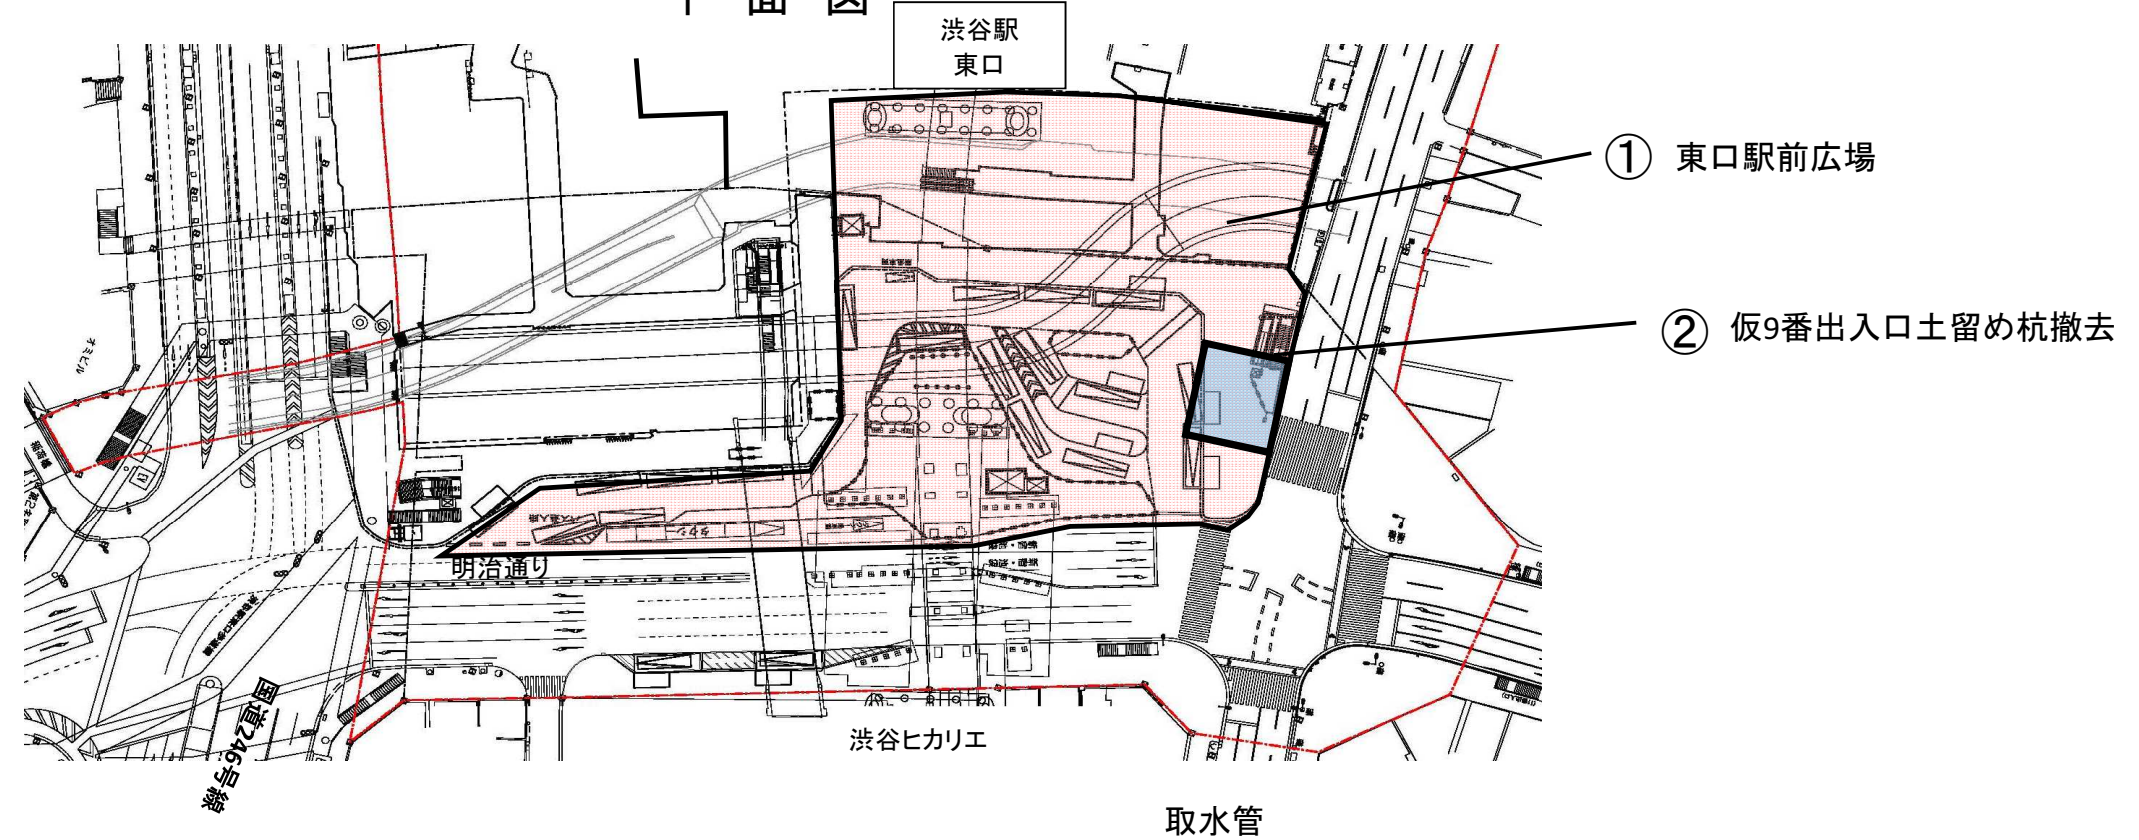 平 面 図
渋谷駅
東口
① 東口駅前広場
② 仮9番出入口土留め杭撤去
明治通り
国道246号線
渋谷ヒカリエ
取水管